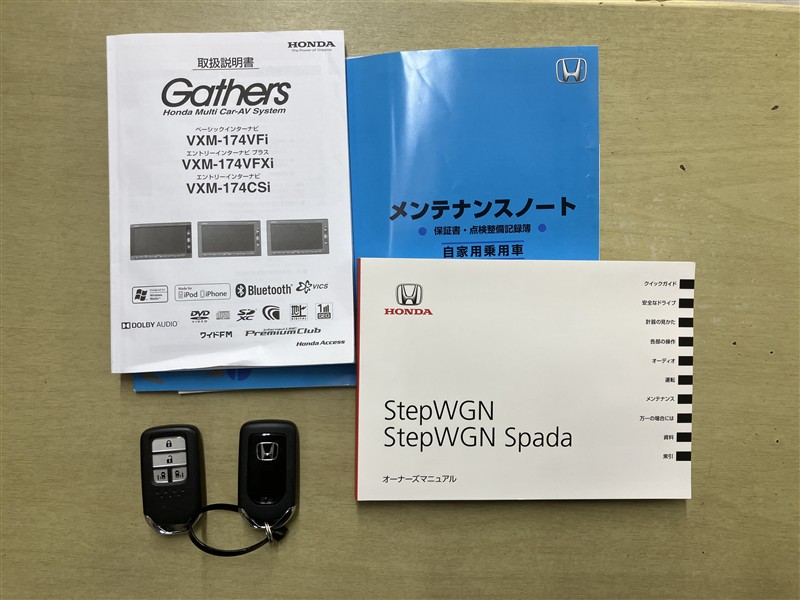 HONDA
The Power of Dreams
取扱説明書
Gathers
Honda Multi Car-AV System
ベーシックインターナビ
VXM-174VFi
エントリーインターナビ プラス
VXM-174VFXi
エントリーインターナビ
VXM-174CSi
Made for
iPod
iPhone
Bluetooth
VICS
DOLBY AUDIO
DVD
VIDEO
SD
XC
ワイドFM
Premium Club
Honda Access
メンテナンスノート
保証書・点検整備記録簿
自家用乗用車
HONDA
StepWGN
StepWGN Spada
オーナーズマニュアル
クイックガイド
安全なドライブ
計器の見かた
各部の操作
オーディオ
運転
メンテナンス
万一の場合には
資料
索引